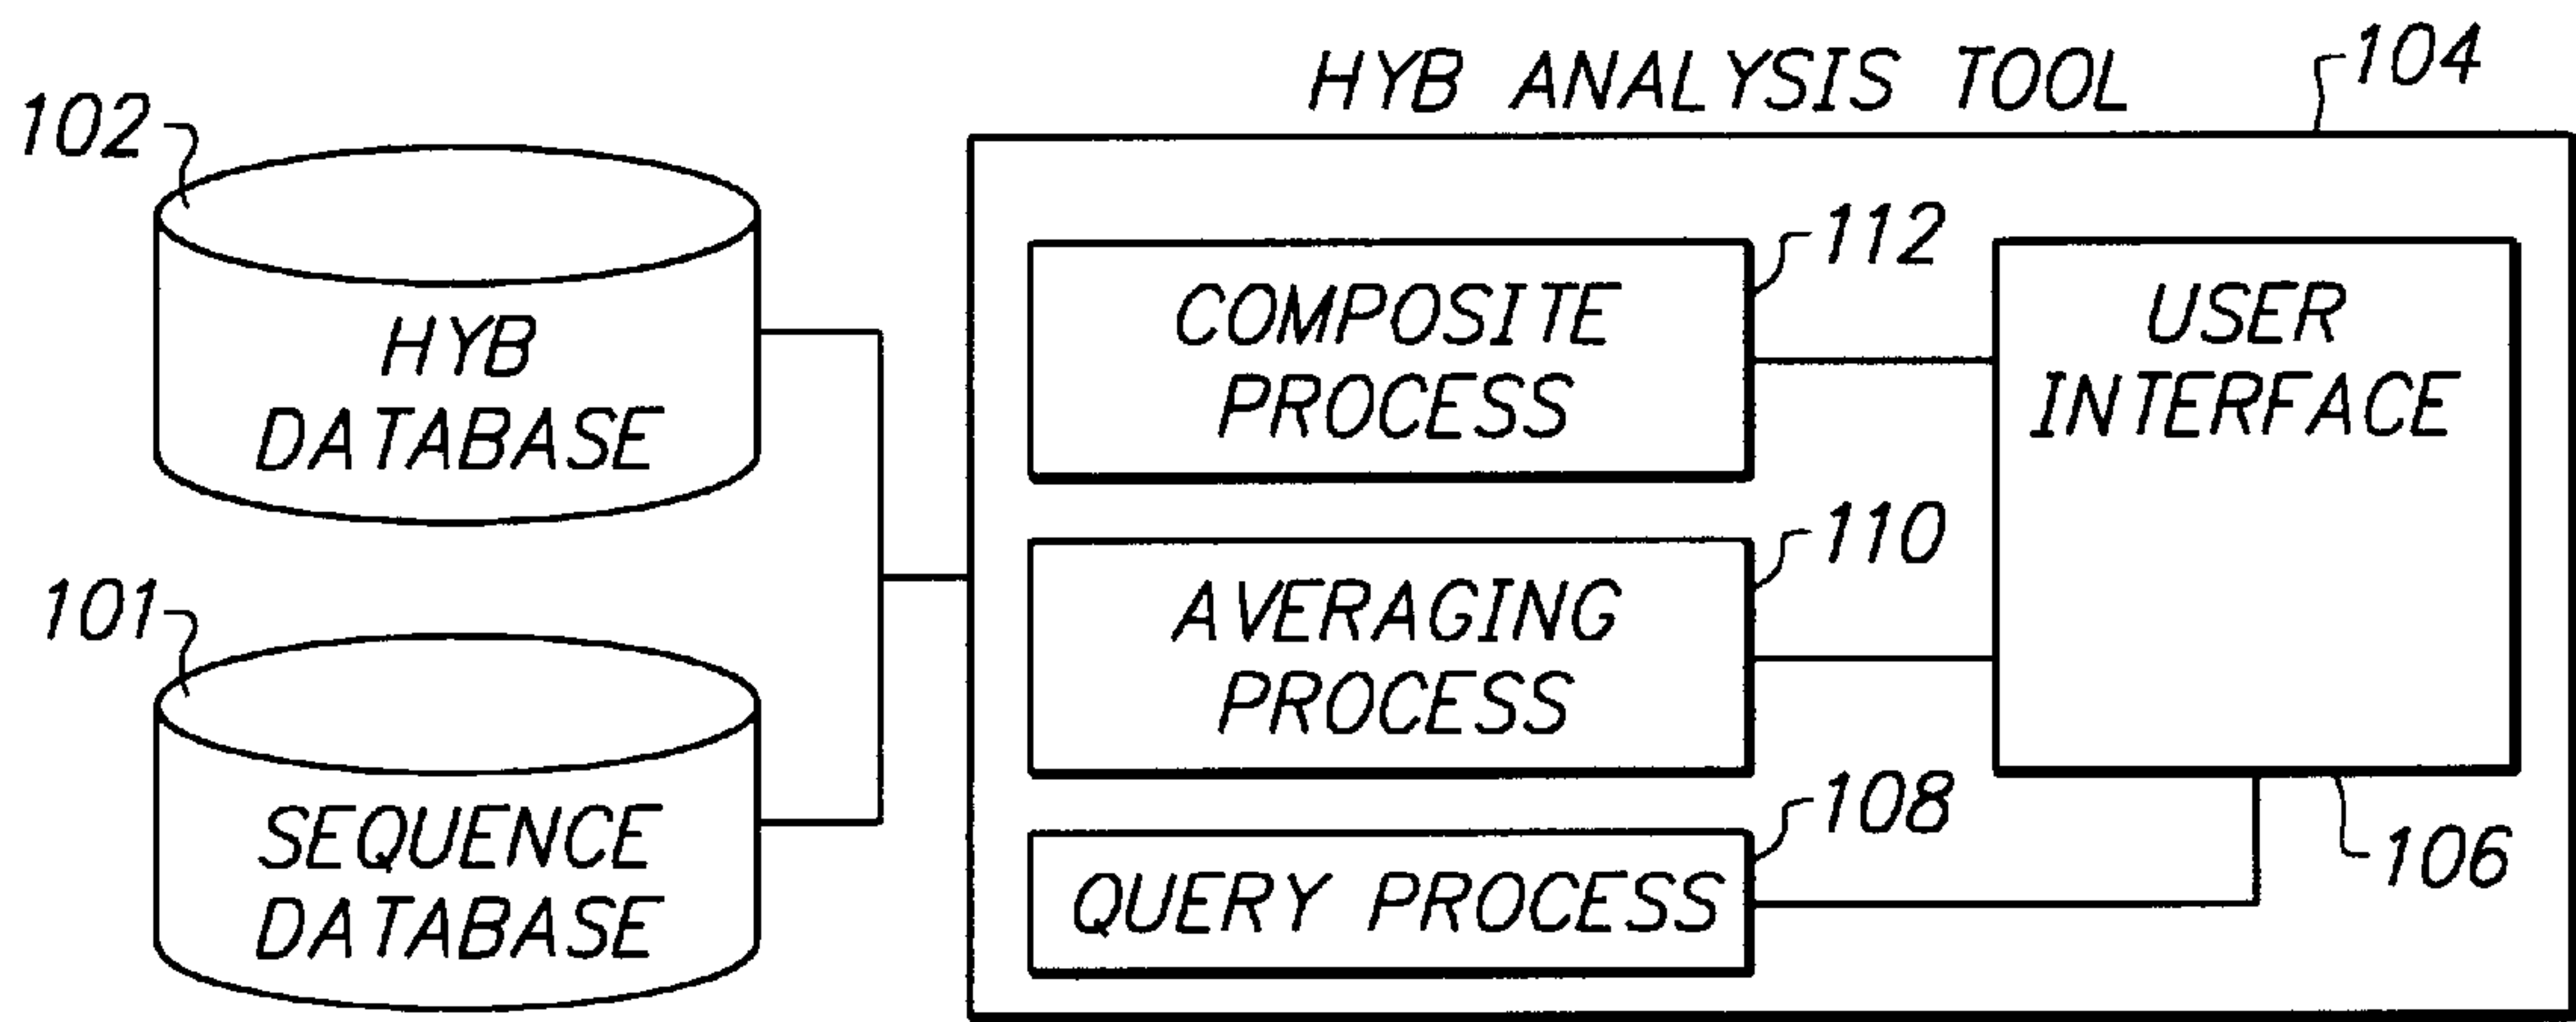 HYB ANALYSIS TOOL
104
102
HYB
DATABASE
101
SEQUENCE
DATABASE
112
COMPOSITE
PROCESS
110
AVERAGING
PROCESS
108
QUERY PROCESS
USER
INTERFACE
106